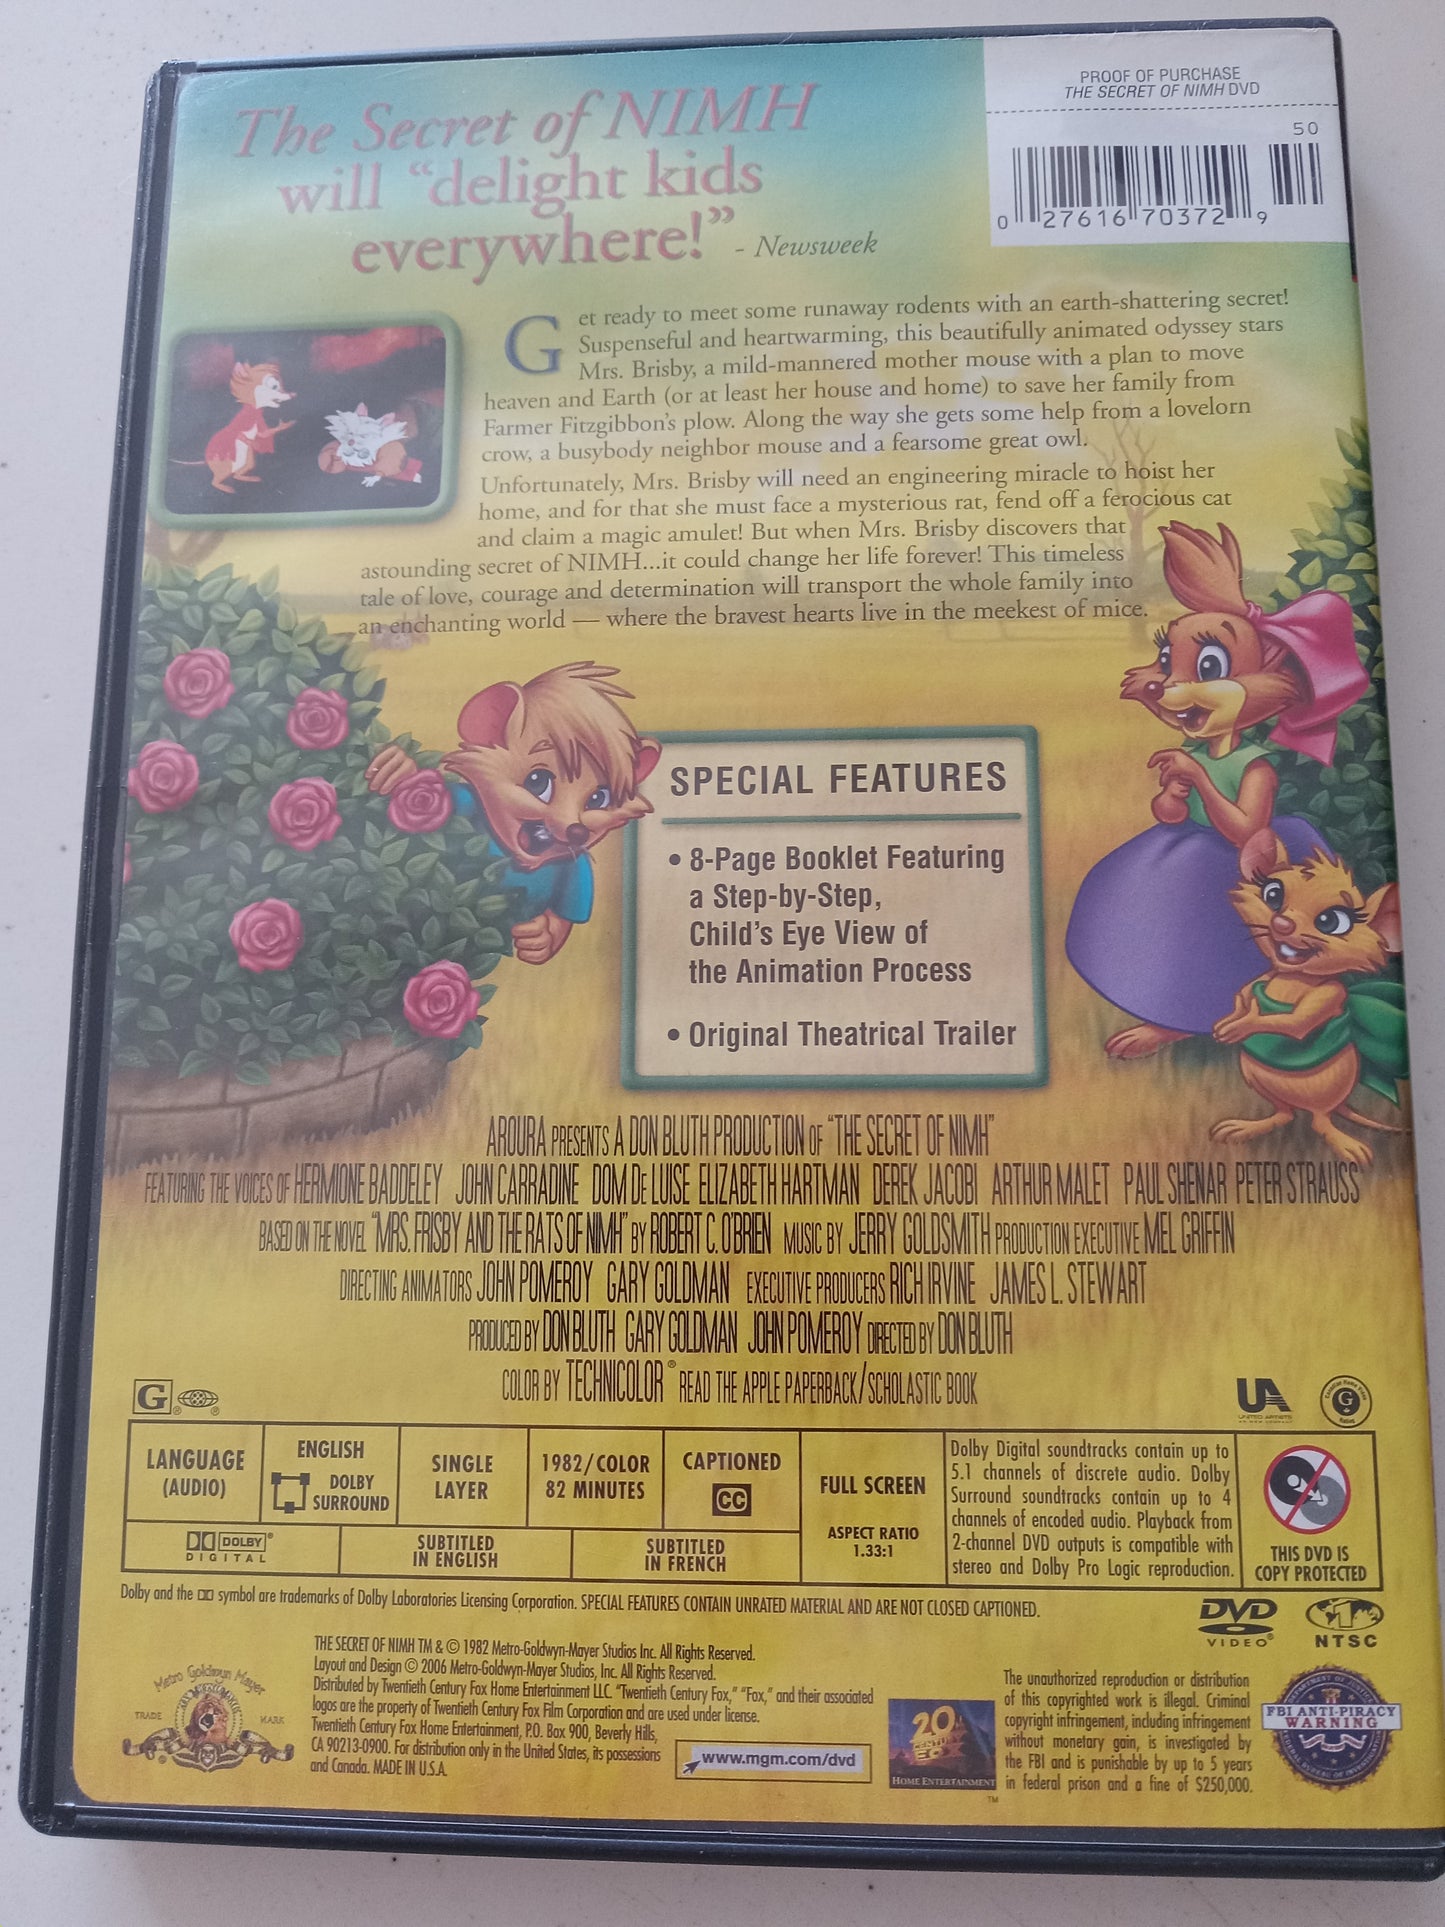 The Secret of NIMH
will "delight kids
everywhere!" - Newsweek
PROOF OF PURCHASE
THE SECRET OF NIMH DVD
50
0 27616 70372 9
Get ready to meet some runaway rodents with an earth-shattering secret!
Suspenseful and heartwarming, this beautifully animated odyssey stars
Mrs. Brisby, a mild-mannered mother mouse with a plan to move
heaven and Earth (or at least her house and home) to save her family from
Farmer Fitzgibbon's plow. Along the way she gets some help from a lovelorn
crow, a busybody neighbor mouse and a fearsome great owl.
Unfortunately, Mrs. Brisby will need an engineering miracle to hoist her
home, and for that she must face a mysterious rat, fend off a ferocious cat
and claim a magic amulet! But when Mrs. Brisby discovers that
astounding secret of NIMH...it could change her life forever! This timeless
tale of love, courage and determination will transport the whole family into
an enchanting world — where the bravest hearts live in the meekest of mice.
SPECIAL FEATURES
• 8-Page Booklet Featuring
a Step-by-Step,
Child's Eye View of
the Animation Process
• Original Theatrical Trailer
AURORA PRESENTS A DON BLUTH PRODUCTION OF "THE SECRET OF NIMH"
FEATURING THE VOICES OF HERMIONE BADDELEY JOHN CARRADINE DOM DE LUISE ELIZABETH HARTMAN DEREK JACOBI ARTHUR MALET PAUL SHENAR PETER STRAUSS
BASED ON THE NOVEL "MRS. FRISBY AND THE RATS OF NIMH" BY ROBERT C. O'BRIEN MUSIC BY JERRY GOLDSMITH PRODUCTION EXECUTIVE MEL GRIFFIN
DIRECTING ANIMATORS JOHN POMEROY GARY GOLDMAN EXECUTIVE PRODUCERS RICH IRVINE JAMES L. STEWART
PRODUCED BY DON BLUTH GARY GOLDMAN JOHN POMEROY DIRECTED BY DON BLUTH
COLOR BY TECHNICOLOR® READ THE APPLE PAPERBACK/SCHOLASTIC BOOK
G ® ®
UA
UNITED ARTISTS
G
LANGUAGE
(AUDIO)
ENGLISH
DOLBY
SURROUND
SINGLE
LAYER
1982/COLOR
82 MINUTES
CAPTIONED
CC
FULL SCREEN
ASPECT RATIO
1.33:1
DOLBY®
DIGITAL
SUBTITLED
IN ENGLISH
SUBTITLED
IN FRENCH
Dolby Digital soundtracks contain up to
5.1 channels of discrete audio. Dolby
Surround soundtracks contain up to 4
channels of encoded audio. Playback from
2-channel DVD outputs is compatible with
stereo and Dolby Pro Logic reproduction.
THIS DVD IS
COPY PROTECTED
Dolby and the symbol are trademarks of Dolby Laboratories Licensing Corporation. SPECIAL FEATURES CONTAIN UNRATED MATERIAL AND ARE NOT CLOSED CAPTIONED.
DVD
VIDEO®
1
NTSC
Metro Goldwyn Mayer
TRADE MARK
THE SECRET OF NIMH TM & © 1982 Metro-Goldwyn-Mayer Studios Inc. All Rights Reserved.
Layout and Design © 2006 Metro-Goldwyn-Mayer Studios, Inc. All Rights Reserved.
Distributed by Twentieth Century Fox Home Entertainment LLC. "Twentieth Century Fox," "Fox," and their associated
logos are the property of Twentieth Century Fox Film Corporation and are used under license.
Twentieth Century Fox Home Entertainment, P.O. Box 900, Beverly Hills,
CA 90213-0900. For distribution only in the United States, its possessions
and Canada. MADE IN U.S.A.
www.mgm.com/dvd
20th
CENTURY
FOX
HOME ENTERTAINMENT
TM
The unauthorized reproduction or distribution
of this copyrighted work is illegal. Criminal
copyright infringement, including infringement
without monetary gain, is investigated by
the FBI and is punishable by up to 5 years
in federal prison and a fine of $250,000.
FBI ANTI-PIRACY
WARNING